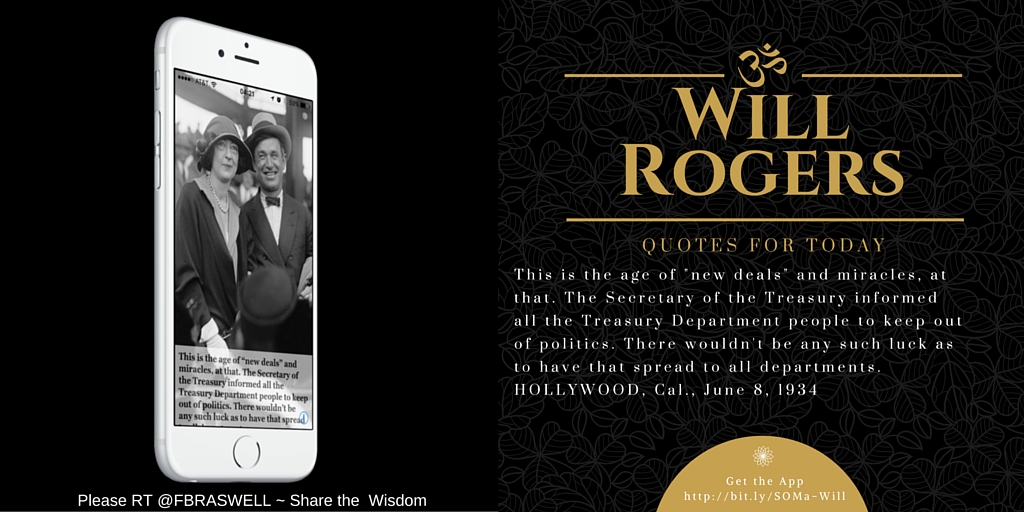 AT&T
04:21
This is the age of "new deals" and
miracles, at that. The Secretary of
the Treasury informed all the
Treasury Department people to keep
out of politics. There wouldn't be
any such luck as to have that spread
Please RT @FBRASWELL ~ Share the  Wisdom
ॐ
WILL
ROGERS
QUOTES FOR TODAY
This is the age of "new deals" and miracles, at
that. The Secretary of the Treasury informed
all the Treasury Department people to keep out
of politics. There wouldn't be any such luck as
to have that spread to all departments.
HOLLYWOOD, Cal., June 8, 1934
Get the App
http://bit.ly/SOMa-Will